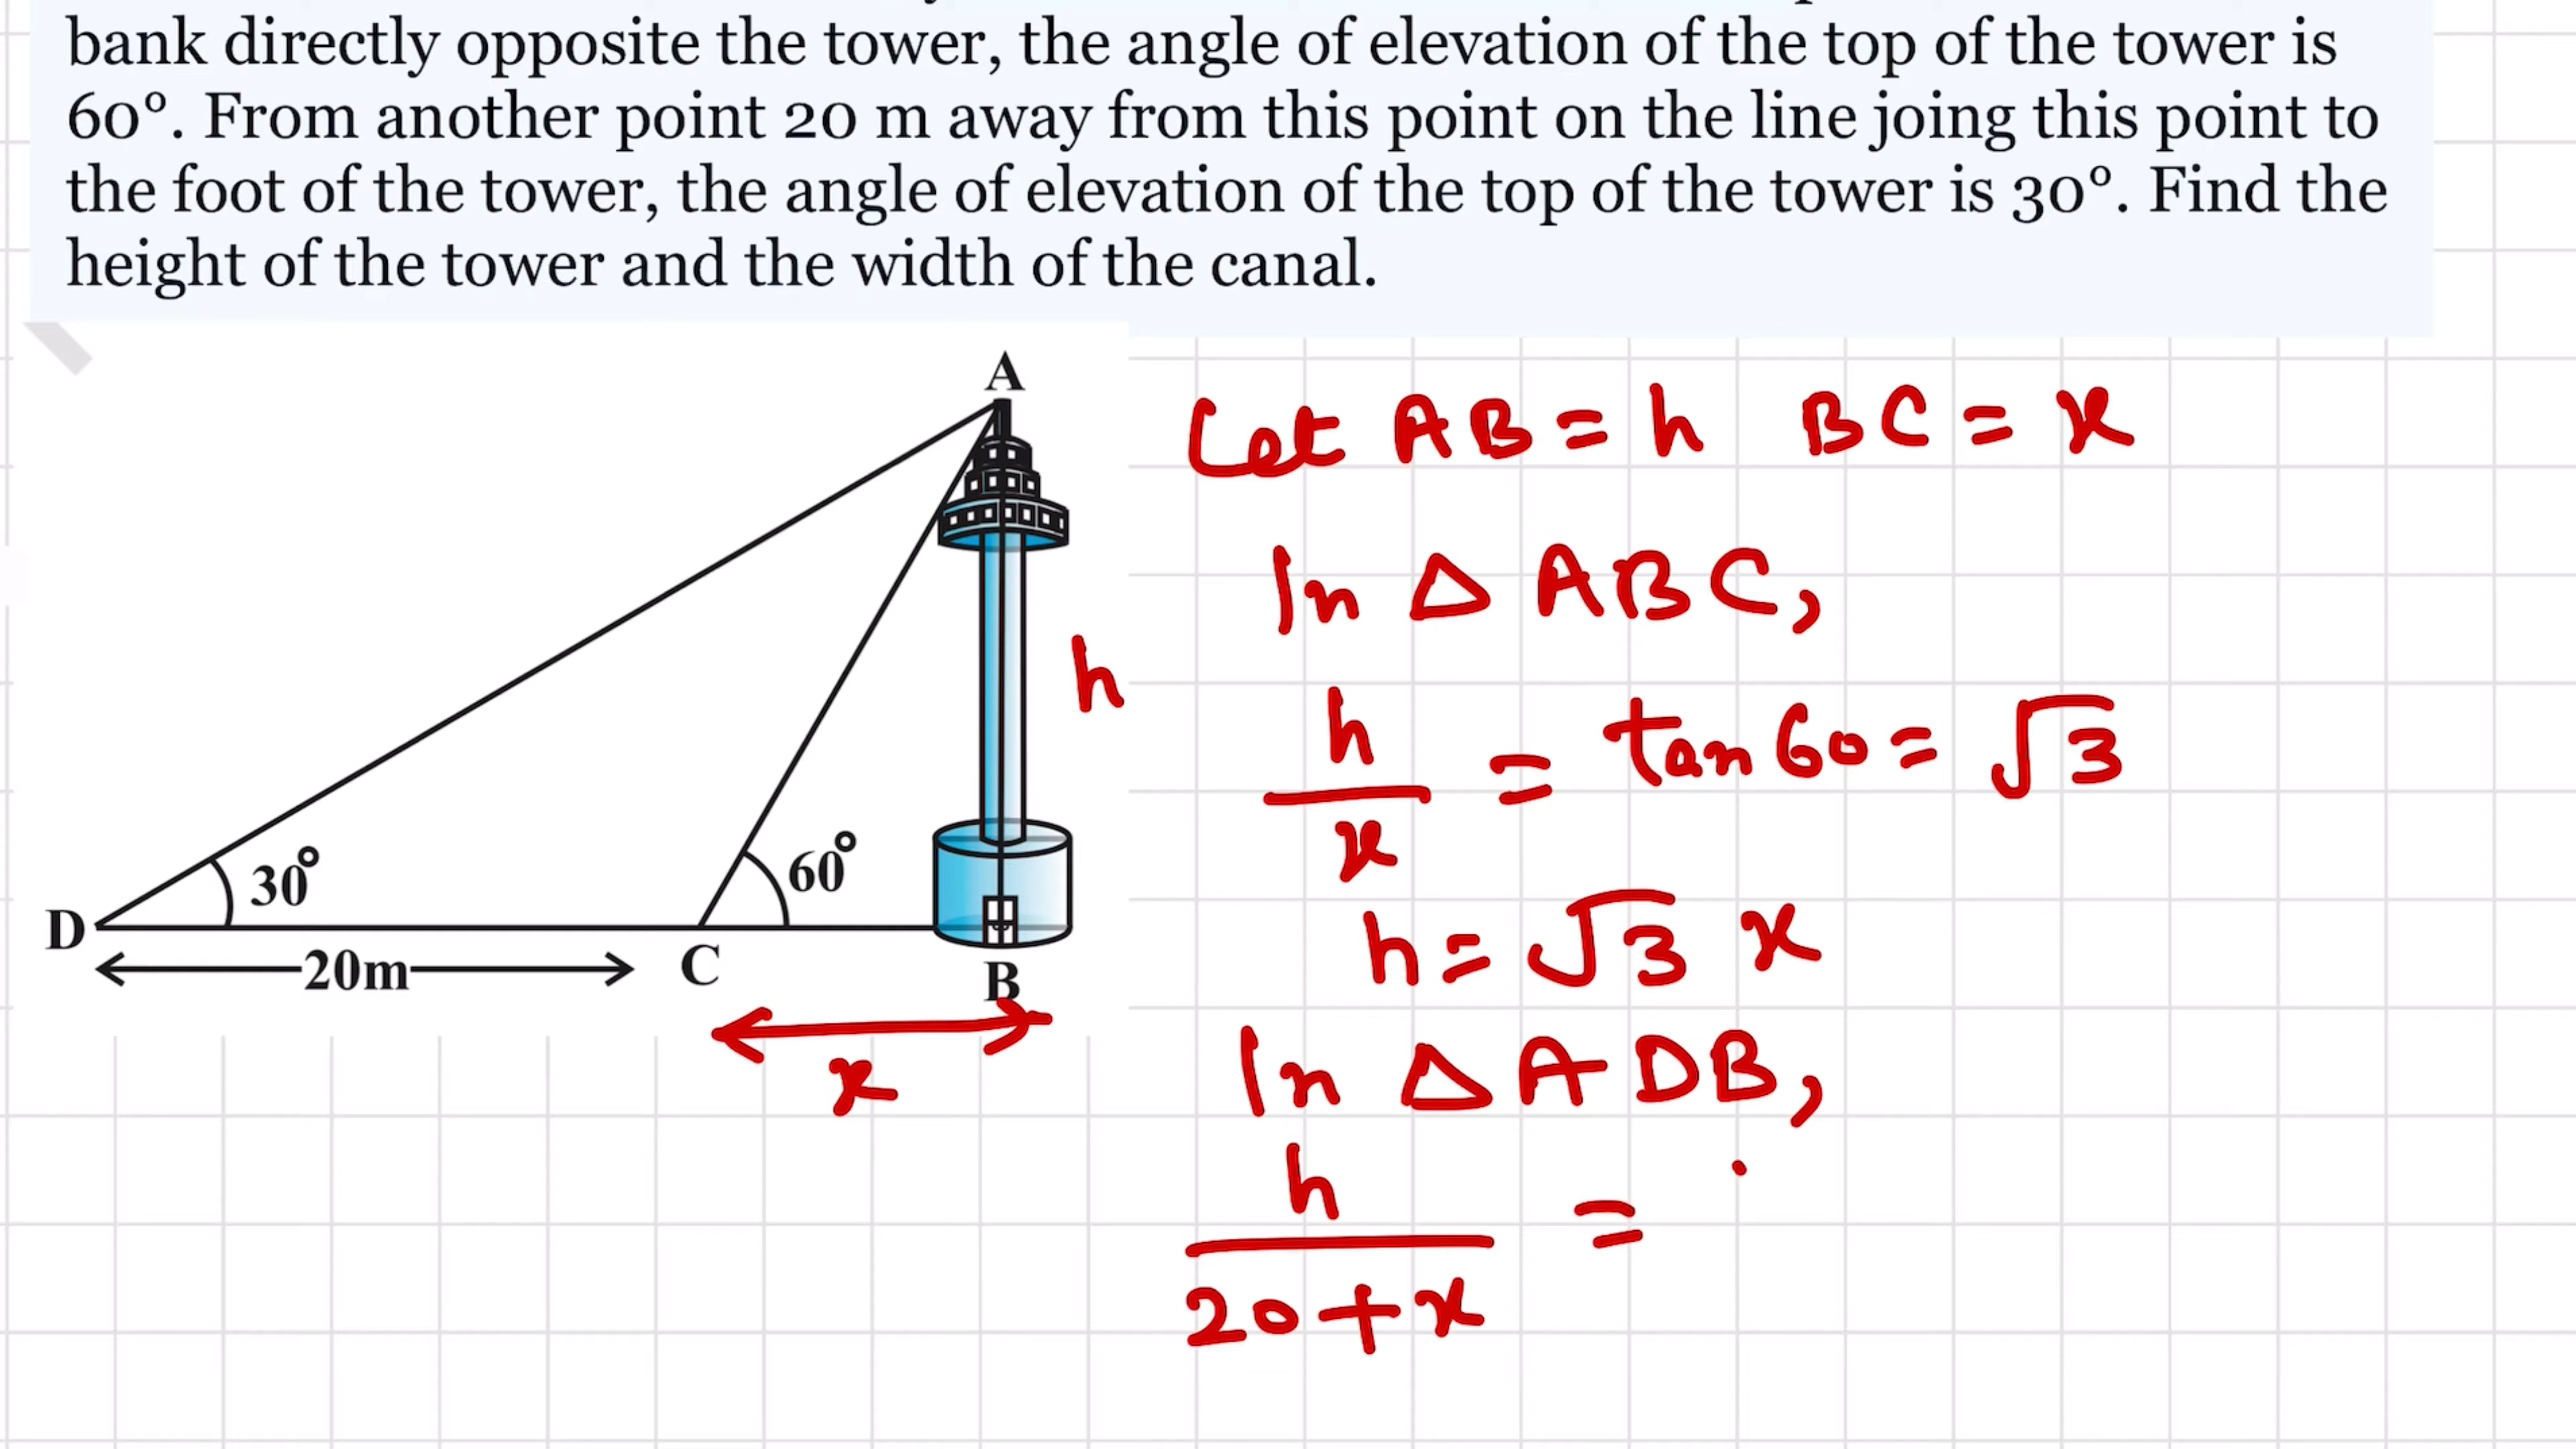 bank directly opposite the tower, the angle of elevation of the top of the tower is
60°. From another point 20 m away from this point on the line joing this point to
the foot of the tower, the angle of elevation of the top of the tower is 30°. Find the
height of the tower and the width of the canal.
A
h
30°
60°
D
20m
C
B
x
Let AB = h BC = x
In △ ABC,
h/x = tan 60 = √3
h = √3 x
In △ ADB,
h/20+x =